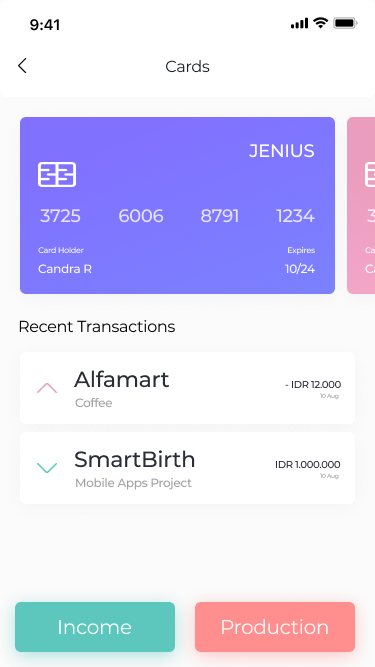 9:41
Cards
JENIUS
3725 6006 8791 1234
Card Holder Expires
Candra R 10/24
3
Ca
Ca
Recent Transactions
Alfamart - IDR 12.000
Coffee 10 Aug
SmartBirth IDR 1.000.000
Mobile Apps Project 10 Aug
Income Production